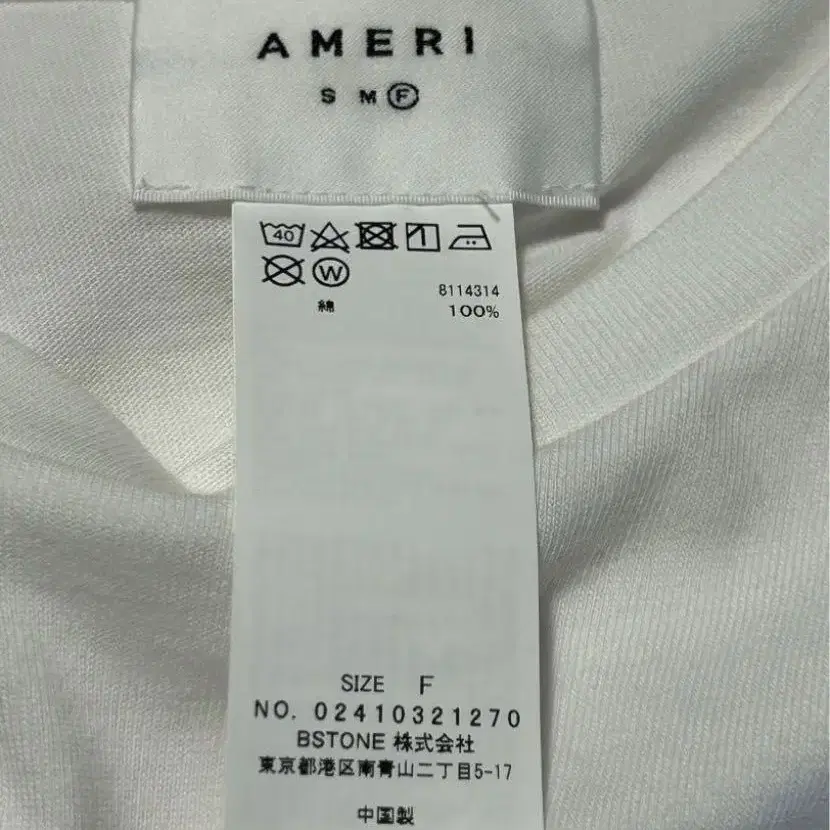 AMERI
S M F
40
W
8114314
綿 100%
SIZE F
NO. 02410321270
BSTONE 株式会社
東京都港区南青山二丁目5-17
中国製